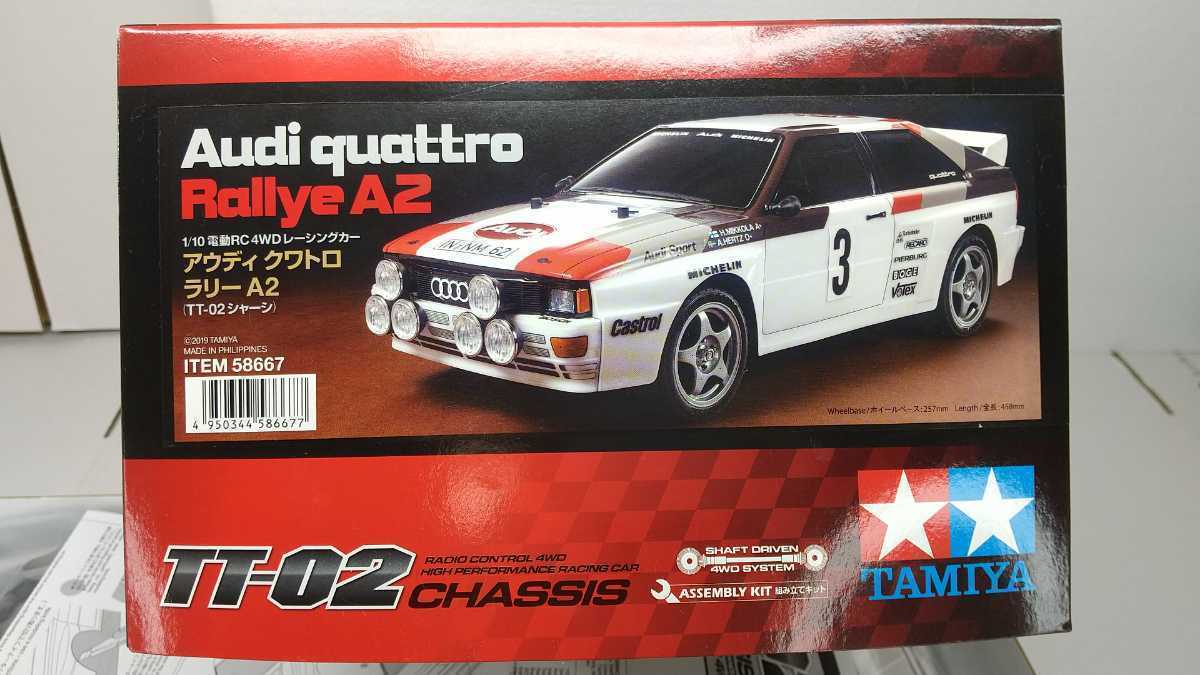 Audi quattro
Rallye A2
1/10 電動RC 4WDレーシングカー
アウディ クワトロ
ラリー A2
(TT-02シャーシ)
©2019 TAMIYA
MADE IN PHILIPPINES
ITEM 58667
4 950344 586677
MICHELIN Audi MICHELIN
Audi
IN·NM 62
Audi Sport
H.MIKKOLA A+
A.HERTZ O+
MICHELIN
Castrol
3
quattro
MICHELIN
RECARO
PIERBURG
BOGE
Wheelbase/ホイールベース:257mm Length/全長:458mm
TT-02
RADIO CONTROL 4WD
HIGH PERFORMANCE RACING CAR
CHASSIS
SHAFT DRIVEN
4WD SYSTEM
ASSEMBLY KIT 組み立てキット
TAMIYA